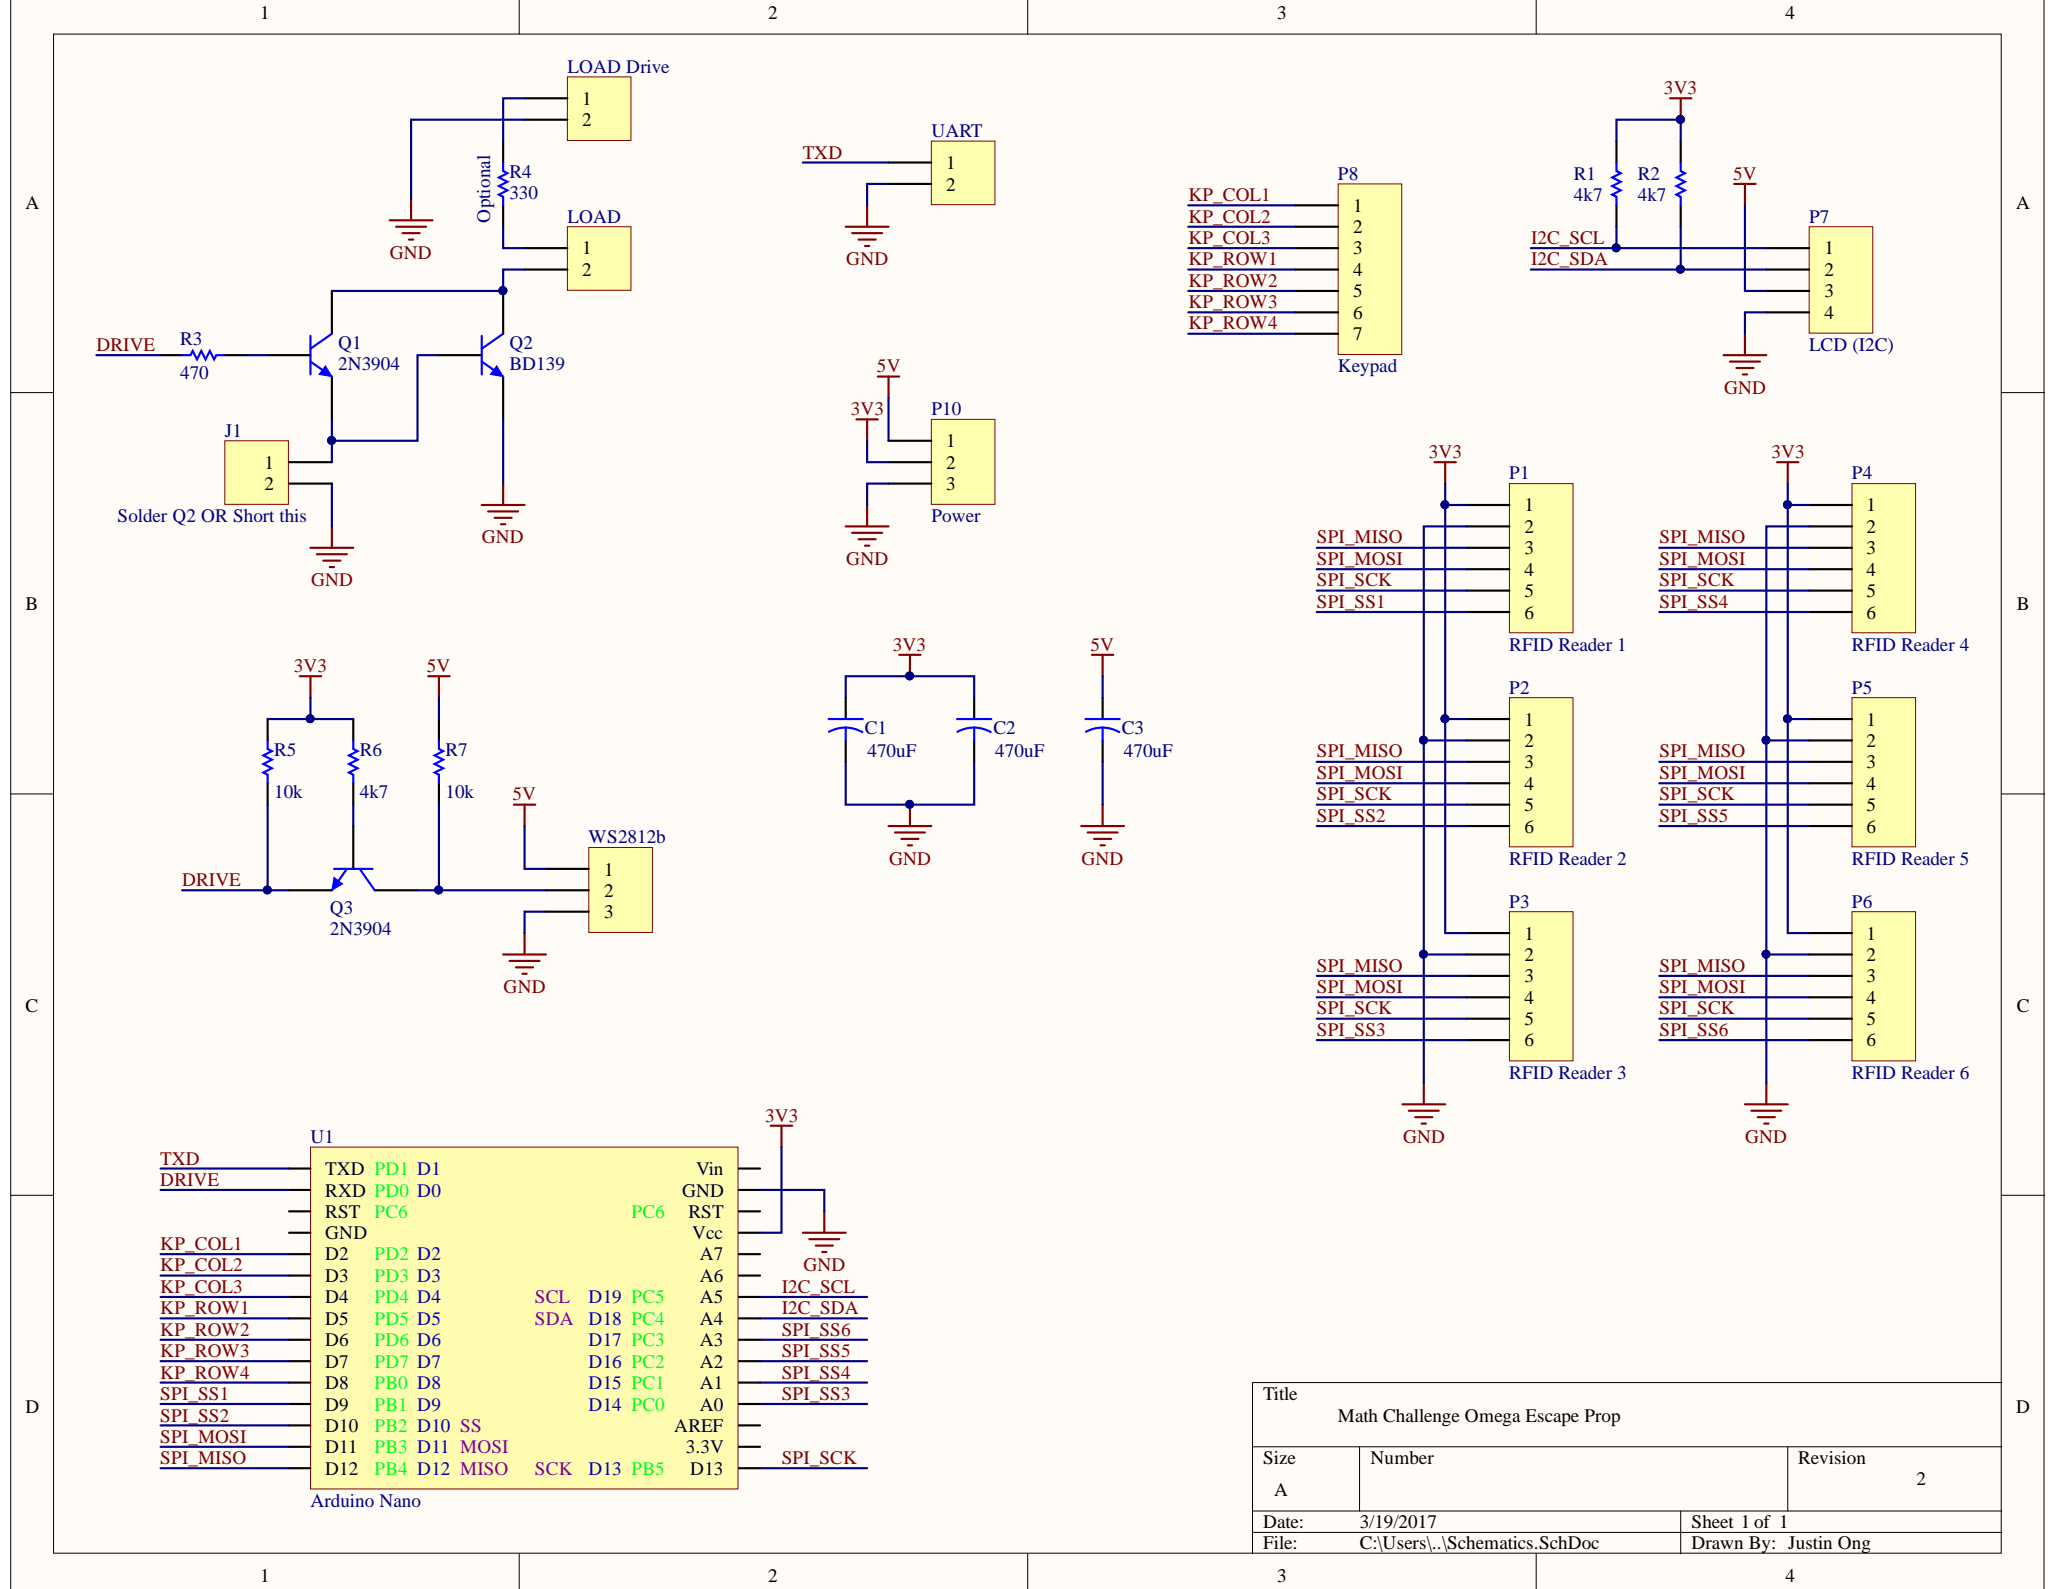 1 2 3 4
A
B
C
D
A
B
C
D
1 2 3 4
LOAD Drive
1
2
Optional
R4
330
GND
LOAD
1
2
DRIVE
R3
470
Q1
2N3904
Q2
BD139
J1
1
2
Solder Q2 OR Short this
GND
GND
UART
TXD
1
2
GND
5V
3V3
P10
1
2
3
Power
GND
P8
KP_COL1 1
KP_COL2 2
KP_COL3 3
KP_ROW1 4
KP_ROW2 5
KP_ROW3 6
KP_ROW4 7
Keypad
3V3
R1
4k7
R2
4k7
5V
P7
I2C_SCL 1
I2C_SDA 2
3
4
LCD (I2C)
GND
3V3
P1
1
2
SPI_MISO 3
SPI_MOSI 4
SPI_SCK 5
SPI_SS1 6
RFID Reader 1
P2
1
2
SPI_MISO 3
SPI_MOSI 4
SPI_SCK 5
SPI_SS2 6
RFID Reader 2
P3
1
2
SPI_MISO 3
SPI_MOSI 4
SPI_SCK 5
SPI_SS3 6
RFID Reader 3
GND
3V3
P4
1
2
SPI_MISO 3
SPI_MOSI 4
SPI_SCK 5
SPI_SS4 6
RFID Reader 4
P5
1
2
SPI_MISO 3
SPI_MOSI 4
SPI_SCK 5
SPI_SS5 6
RFID Reader 5
P6
1
2
SPI_MISO 3
SPI_MOSI 4
SPI_SCK 5
SPI_SS6 6
RFID Reader 6
GND
3V3
5V
R5
10k
R6
4k7
R7
10k
DRIVE
Q3
2N3904
5V
WS2812b
1
2
3
GND
3V3
C1
470uF
C2
470uF
GND
5V
C3
470uF
GND
U1
3V3
TXD TXD PD1 D1 Vin
DRIVE RXD PD0 D0 GND
RST PC6 PC6 RST
GND Vcc
GND
KP_COL1 D2 PD2 D2 A7
KP_COL2 D3 PD3 D3 A6
KP_COL3 D4 PD4 D4 SCL D19 PC5 A5 I2C_SCL
KP_ROW1 D5 PD5 D5 SDA D18 PC4 A4 I2C_SDA
KP_ROW2 D6 PD6 D6 D17 PC3 A3 SPI_SS6
KP_ROW3 D7 PD7 D7 D16 PC2 A2 SPI_SS5
KP_ROW4 D8 PB0 D8 D15 PC1 A1 SPI_SS4
SPI_SS1 D9 PB1 D9 D14 PC0 A0 SPI_SS3
SPI_SS2 D10 PB2 D10 SS AREF
SPI_MOSI D11 PB3 D11 MOSI 3.3V
SPI_MISO D12 PB4 D12 MISO SCK D13 PB5 D13 SPI_SCK
Arduino Nano
Title
Math Challenge Omega Escape Prop
Size Number Revision
A 2
Date: 3/19/2017 Sheet 1 of 1
File: C:\Users\..\Schematics.SchDoc Drawn By: Justin Ong